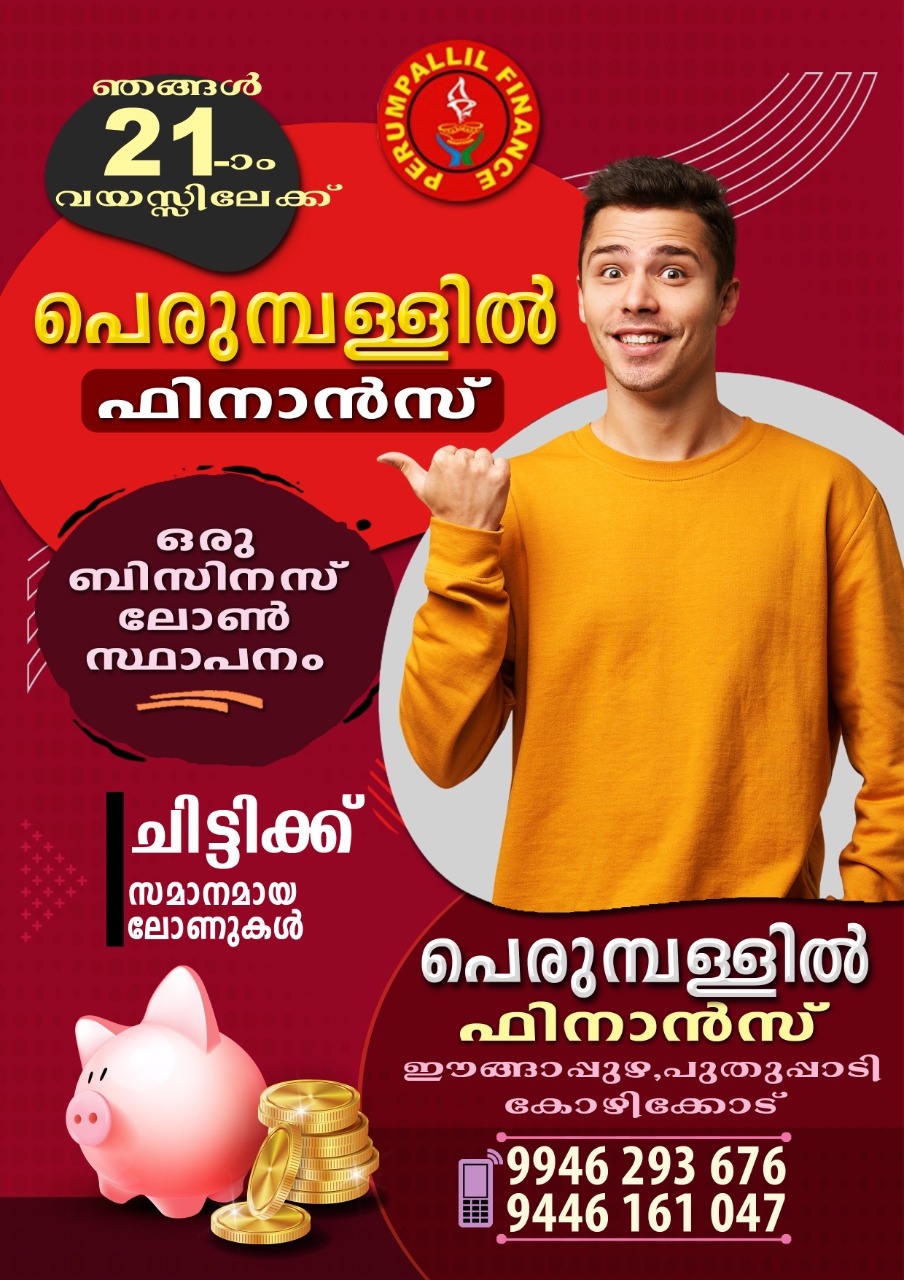 ഞങ്ങൾ
21-ാം
വയസ്സിലേക്ക്
PERUMPALLIL FINANCE
പെരുമ്പള്ളിൽ
ഫിനാൻസ്
ഒരു
ബിസിനസ്
ലോൺ
സ്ഥാപനം
ചിട്ടിക്ക്
സമാനമായ
ലോണുകൾ
പെരുമ്പള്ളിൽ
ഫിനാൻസ്
ഈങ്ങാപ്പുഴ,പുതുപ്പാടി
കോഴിക്കോട്
9946 293 676
9446 161 047